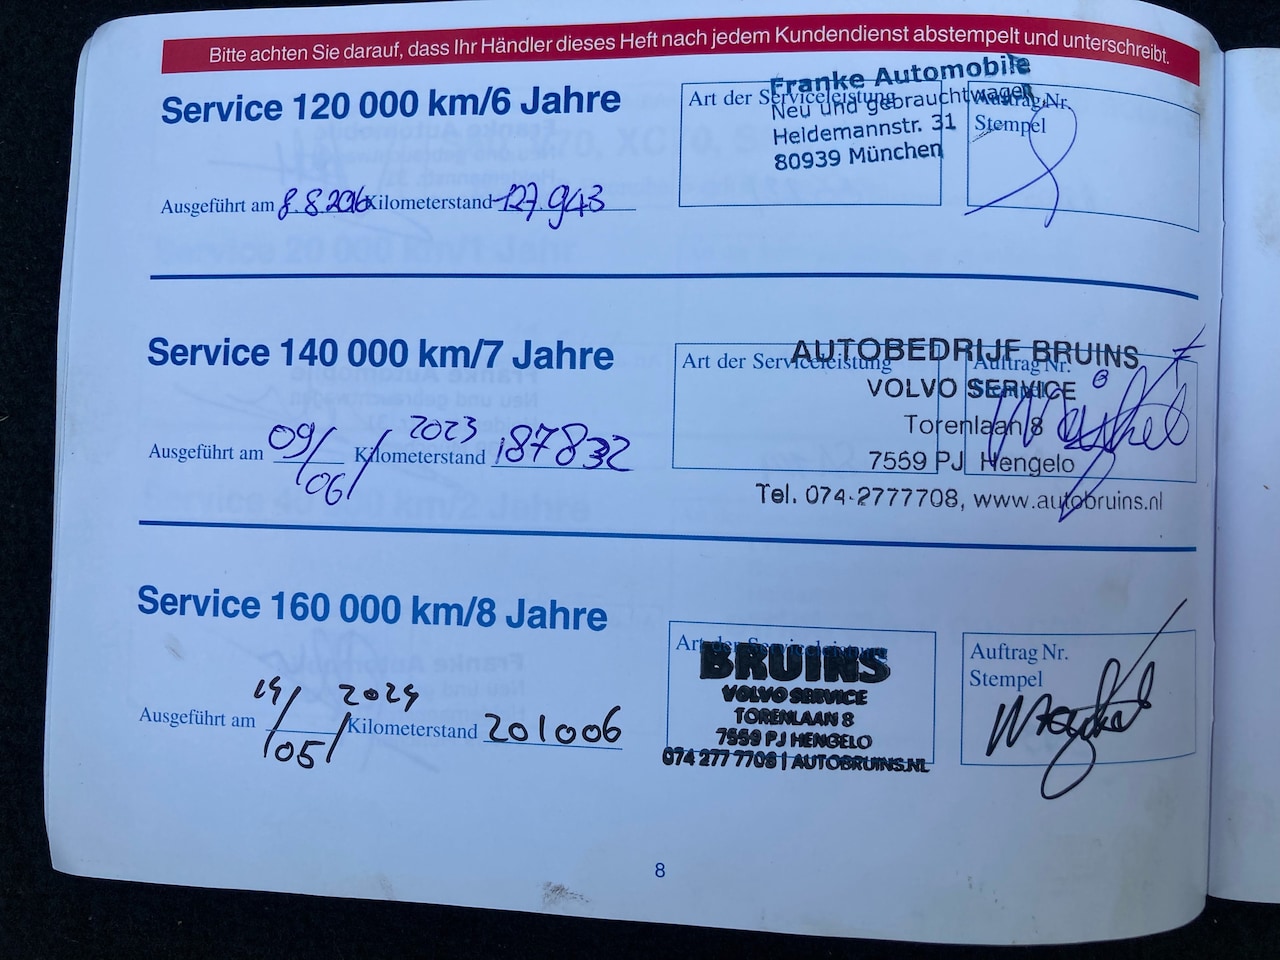 Bitte achten Sie darauf, dass Ihr Händler dieses Heft nach jedem Kundendienst abstempelt und unterschreibt.
Service 120 000 km/6 Jahre
Ausgeführt am 8.8.2016 Kilometerstand 127.943
Art der Serviceleistung
Auftrag Nr.
Stempel
Franke Automobile
Neu und gebrauchtwagen
Heidemannstr. 31
80939 München
Service 140 000 km/7 Jahre
Ausgeführt am 09/06/2023 Kilometerstand 187832
Art der Serviceleistung
Auftrag Nr.
Stempel
AUTOBEDRIJF BRUINS
VOLVO SERVICE
Torenlaan 8
7559 PJ Hengelo
Tel. 074-2777708, www.autobruins.nl
Service 160 000 km/8 Jahre
Ausgeführt am 14/05/2024 Kilometerstand 201006
Art der Serviceleistung
Auftrag Nr.
Stempel
BRUINS
VOLVO SERVICE
TORENLAAN 8
7559 PJ HENGELO
074 277 7708 | AUTOBRUINS.NL
8